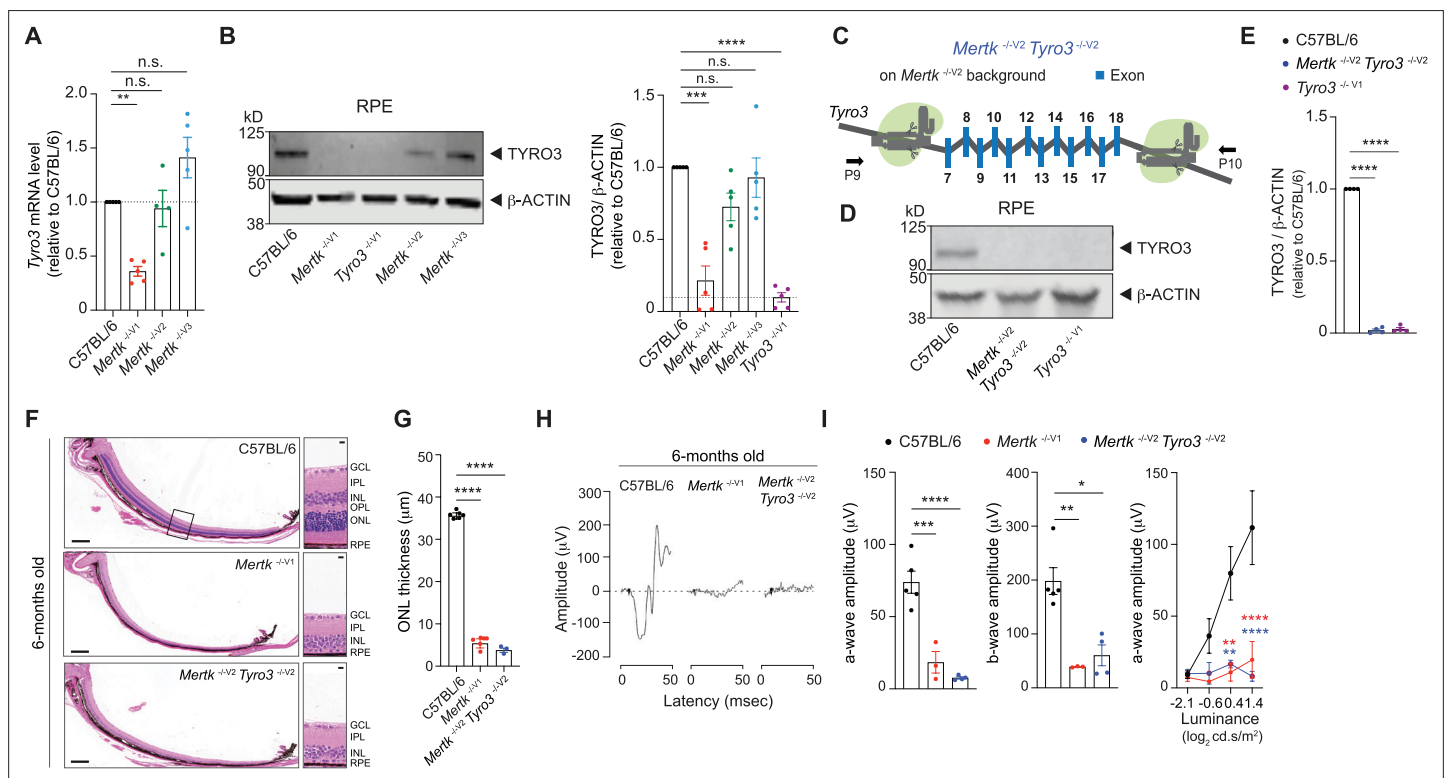 A
n.s.
n.s.
**
2.0
1.5
1.0
0.5
0
Tyro3 mRNA level
(relative to C57BL/6)
C57BL/6
Mertk -/-V1
Mertk -/-V2
Mertk -/-V3
B
RPE
kD
125
90
50
38
TYRO3
β-ACTIN
C57BL/6
Mertk -/-V1
Tyro3 -/-V1
Mertk -/-V2
Mertk -/-V3
****
n.s.
n.s.
***
1.5
1.0
0.5
0
TYRO3/ β-ACTIN
(relative to C57BL/6)
C57BL/6
Mertk -/-V1
Mertk -/-V2
Mertk -/-V3
Tyro3 -/-V1
C
Mertk -/-V2 Tyro3 -/-V2
on Mertk -/-V2 background
Exon
Tyro3
8 10 12 14 16 18
7 9 11 13 15 17
P9
P10
D
RPE
kD
90
50
38
TYRO3
β-ACTIN
C57BL/6
Mertk -/-V2
Tyro3 -/-V2
Tyro3 -/- V1
E
C57BL/6
Mertk -/-V2 Tyro3 -/-V2
Tyro3 -/- V1
****
****
1.0
0.5
0
TYRO3 / β-ACTIN
(relative to C57BL/6)
F
6-months old
C57BL/6
GCL
IPL
INL
OPL
ONL
RPE
Mertk -/-V1
GCL
IPL
INL
RPE
Mertk -/-V2 Tyro3 -/-V2
GCL
IPL
INL
RPE
G
****
****
50
40
30
20
10
0
ONL thickness (μm)
C57BL/6
Mertk -/-V1
Mertk -/-V2 Tyro3 -/-V2
H
6-months old
C57BL/6
Mertk -/-V1
Mertk -/-V2
Tyro3 -/-V2
300
200
100
0
-100
-200
Amplitude (μV)
0 50 0 50 0 50
Latency (msec)
I
C57BL/6
Mertk -/-V1
Mertk -/-V2 Tyro3 -/-V2
****
***
150
100
50
0
a-wave amplitude (μV)
*
**
400
300
200
100
0
b-wave amplitude (μV)
150
100
50
0
a-wave amplitude (μV)
**
**
****
****
-2.1 -0.6 0.4 1.4
Luminance
(log2 cd.s/m2)